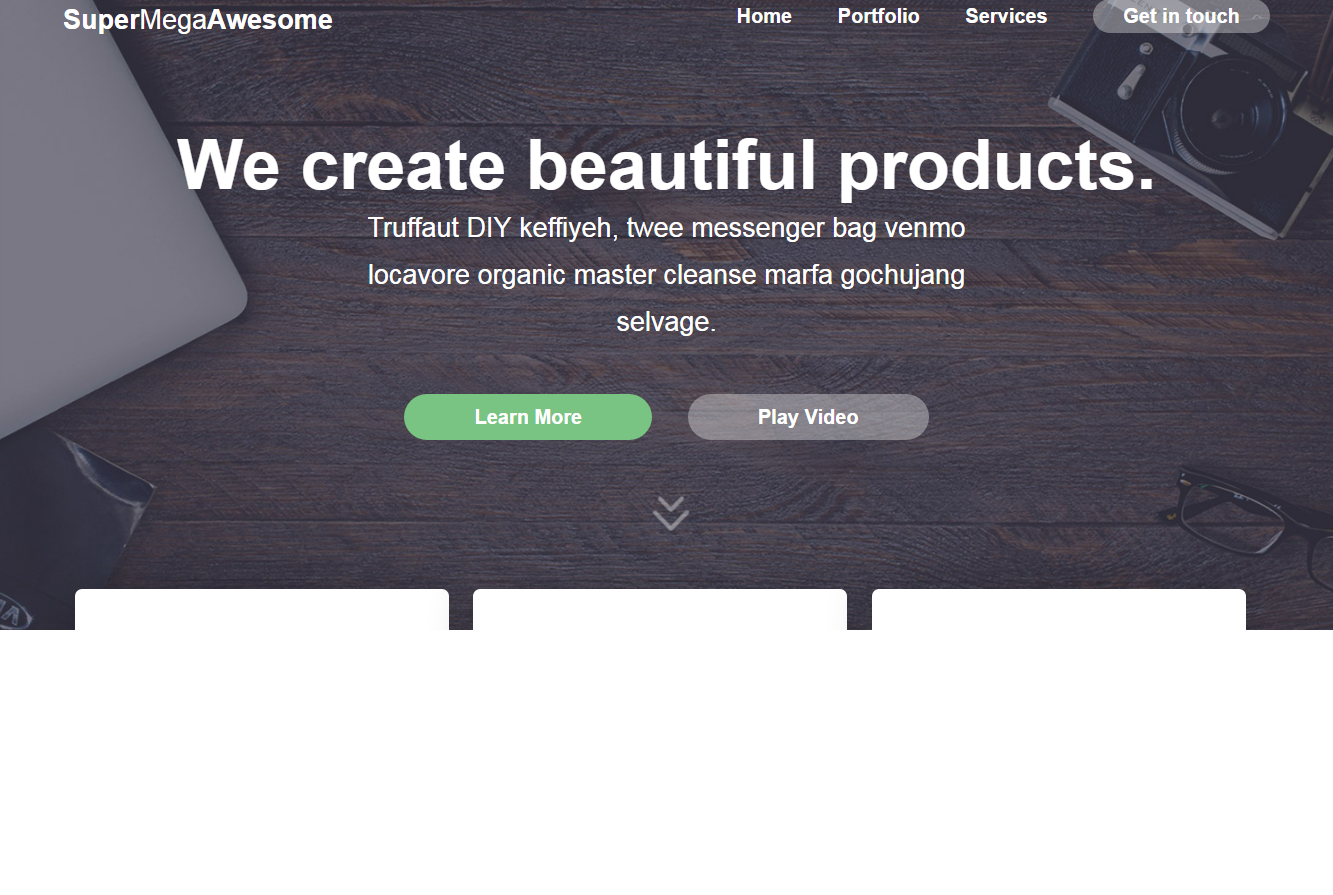 SuperMegaAwesome
Home Portfolio Services Get in touch
We create beautiful products.
Truffaut DIY keffiyeh, twee messenger bag venmo
locavore organic master cleanse marfa gochujang
selvage.
Learn More Play Video